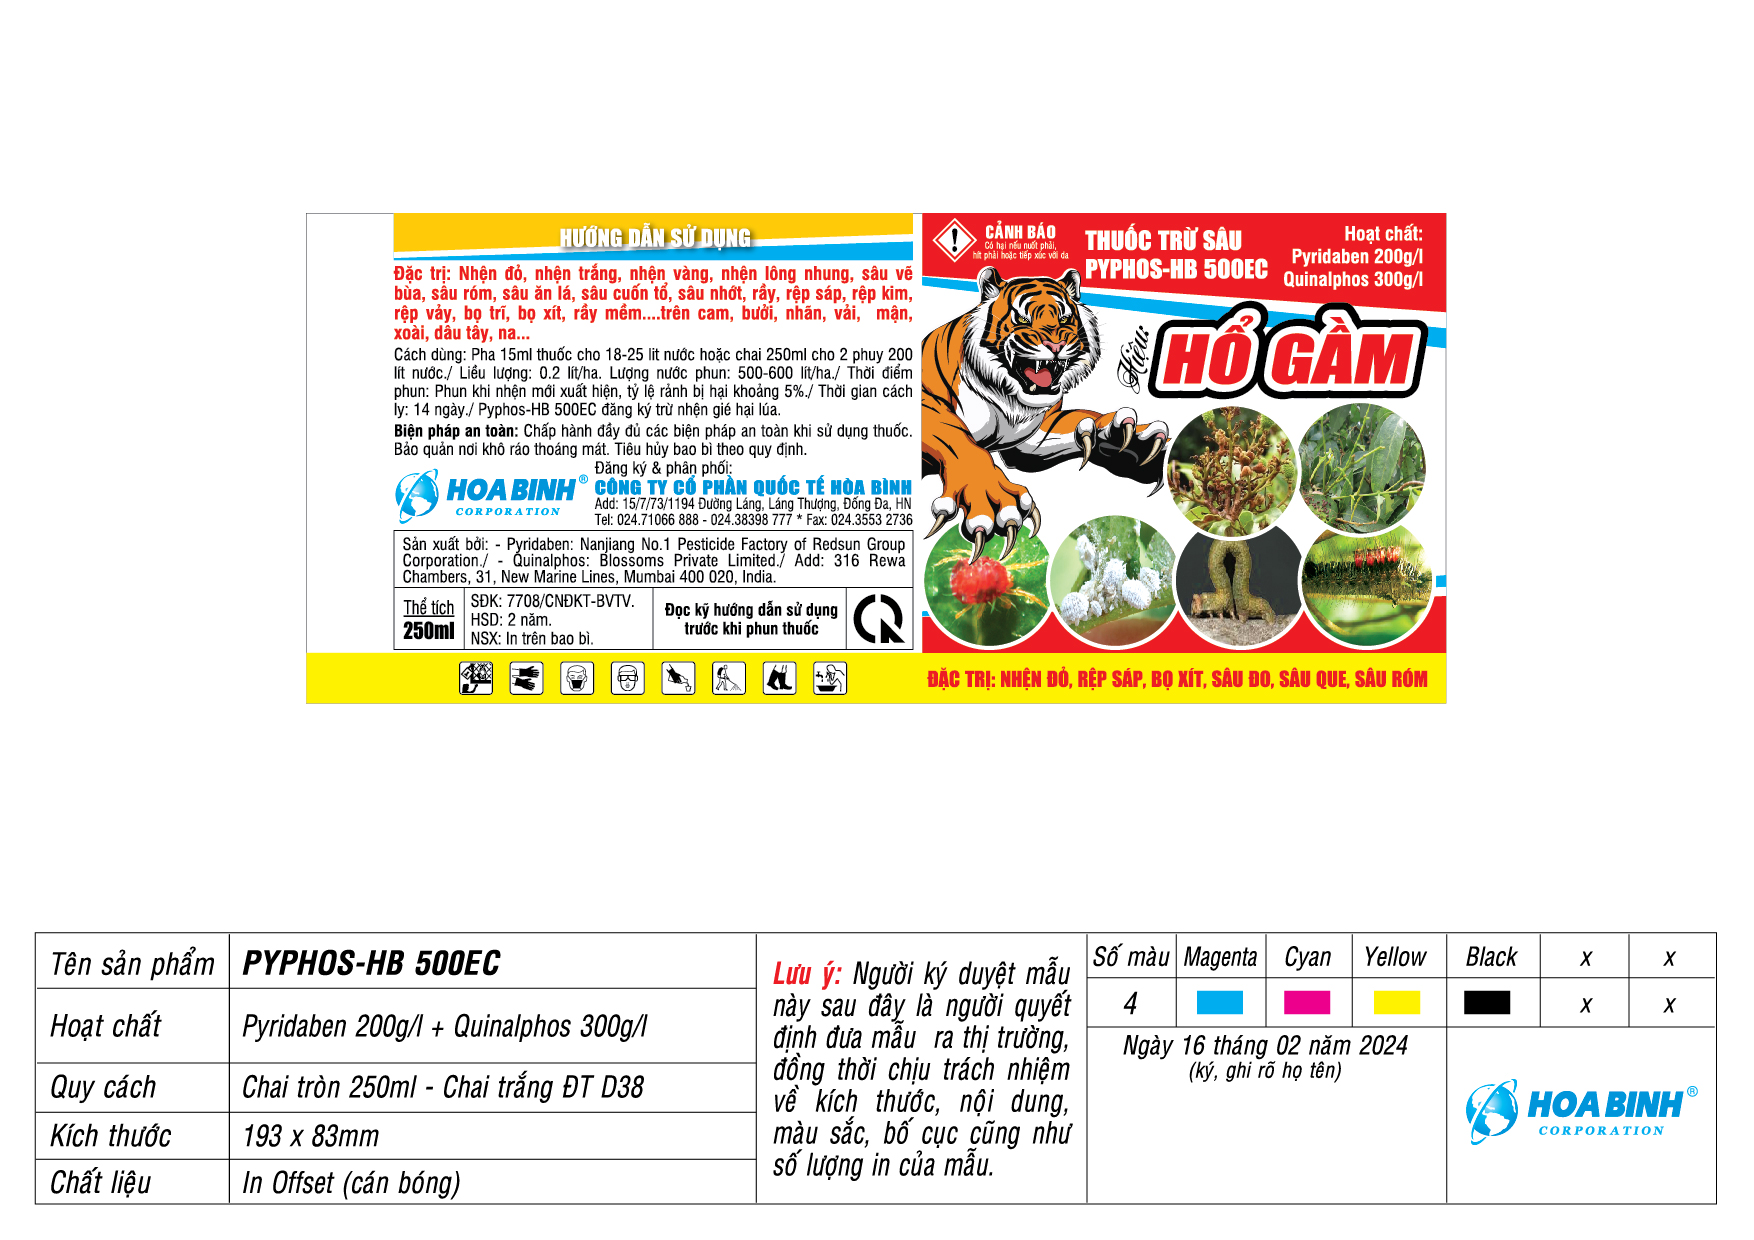 HƯỚNG DẪN SỬ DỤNG
Đặc trị: Nhện đỏ, nhện trắng, nhện vàng, nhện lông nhung, sâu vẽ
bùa, sâu róm, sâu ăn lá, sâu cuốn tổ, sâu nhớt, rầy, rệp sáp, rệp kim,
rệp vảy, bọ trĩ, bọ xít, rầy mềm....trên cam, bưởi, nhãn, vải, mận,
xoài, dâu tây, na...
Cách dùng: Pha 15ml thuốc cho 18-25 lit nước hoặc chai 250ml cho 2 phuy 200
lít nước./ Liều lượng: 0.2 lít/ha. Lượng nước phun: 500-600 lít/ha./ Thời điểm
phun: Phun khi nhện mới xuất hiện, tỷ lệ rảnh bị hại khoảng 5%./ Thời gian cách
ly: 14 ngày./ Pyphos-HB 500EC đăng ký trừ nhện gié hại lúa.
Biện pháp an toàn: Chấp hành đầy đủ các biện pháp an toàn khi sử dụng thuốc.
Bảo quản nơi khô ráo thoáng mát. Tiêu hủy bao bì theo quy định.
Đăng ký & phân phối:
HOA BINH®
CORPORATION
CÔNG TY CỔ PHẦN QUỐC TẾ HÒA BÌNH
Add: 15/7/73/1194 Đường Láng, Láng Thượng, Đống Đa, HN
Tel: 024.71066 888 - 024.38398 777 * Fax: 024.3553 2736
Sản xuất bởi: - Pyridaben: Nanjiang No.1 Pesticide Factory of Redsun Group
Corporation./ - Quinalphos: Blossoms Private Limited./ Add: 316 Rewa
Chambers, 31, New Marine Lines, Mumbai 400 020, India.
Thể tích
250ml
SĐK: 7708/CNĐKT-BVTV.
HSD: 2 năm.
NSX: In trên bao bì.
Đọc kỹ hướng dẫn sử dụng
trước khi phun thuốc
CẢNH BÁO
Có hại nếu nuốt phải,
hít phải hoặc tiếp xúc với da
THUỐC TRỪ SÂU
PYPHOS-HB 500EC
Hoạt chất:
Pyridaben 200g/l
Quinalphos 300g/l
Hiệu:
HỔ GẦM
ĐẶC TRỊ: NHỆN ĐỎ, RỆP SÁP, BỌ XÍT, SÂU ĐO, SÂU QUE, SÂU RÓM
Tên sản phẩm PYPHOS-HB 500EC
Hoạt chất Pyridaben 200g/l + Quinalphos 300g/l
Quy cách Chai tròn 250ml - Chai trắng ĐT D38
Kích thước 193 x 83mm
Chất liệu In Offset (cán bóng)
Lưu ý: Người ký duyệt mẫu
này sau đây là người quyết
định đưa mẫu ra thị trường,
đồng thời chịu trách nhiệm
về kích thước, nội dung,
màu sắc, bố cục cũng như
số lượng in của mẫu.
Số màu Magenta Cyan Yellow Black x x
4 x x
Ngày 16 tháng 02 năm 2024
(ký, ghi rõ họ tên)
HOA BINH®
CORPORATION